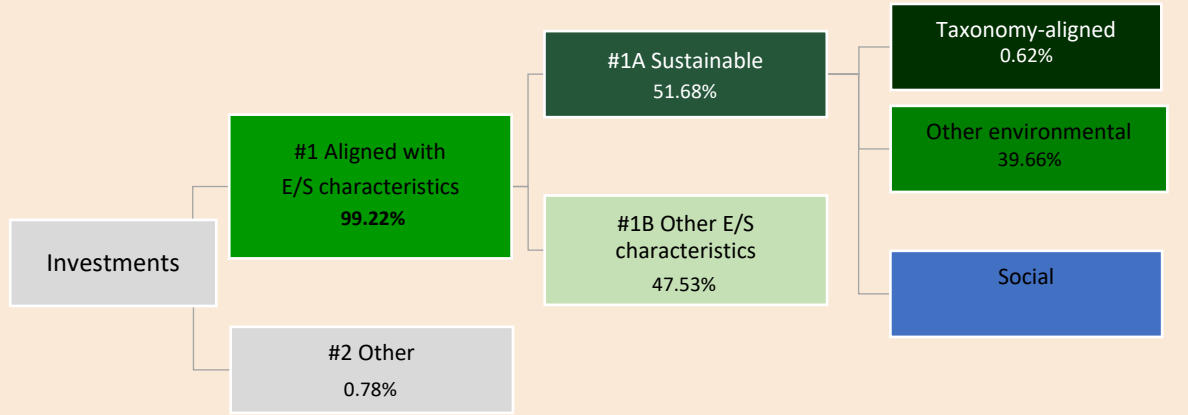 Investments
#1 Aligned with
E/S characteristics
99.22%
#2 Other
0.78%
#1A Sustainable
51.68%
#1B Other E/S
characteristics
47.53%
Taxonomy-aligned
0.62%
Other environmental
39.66%
Social